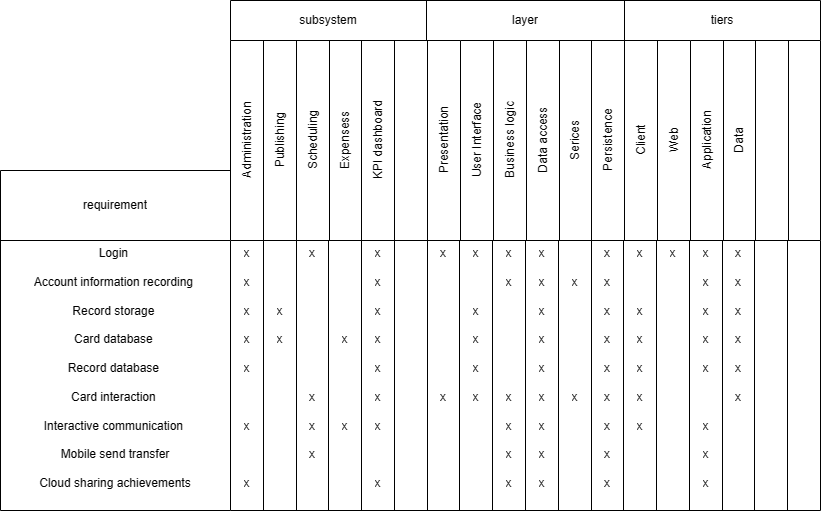 subsystem layer tiers
Administration Publishing Scheduling Expensess KPI dashboard Presentation User Interface Business logic Data access Serices Persistence Client Web Application Data
requirement
Login x x x x x x x x x x x x
Account information recording x x x x x x x x
Record storage x x x x x x x x x
Card database x x x x x x x x x x
Record database x x x x x x x x
Card interaction x x x x x x x x x x
Interactive communication x x x x x x x x x
Mobile send transfer x x x x x
Cloud sharing achievements x x x x x x